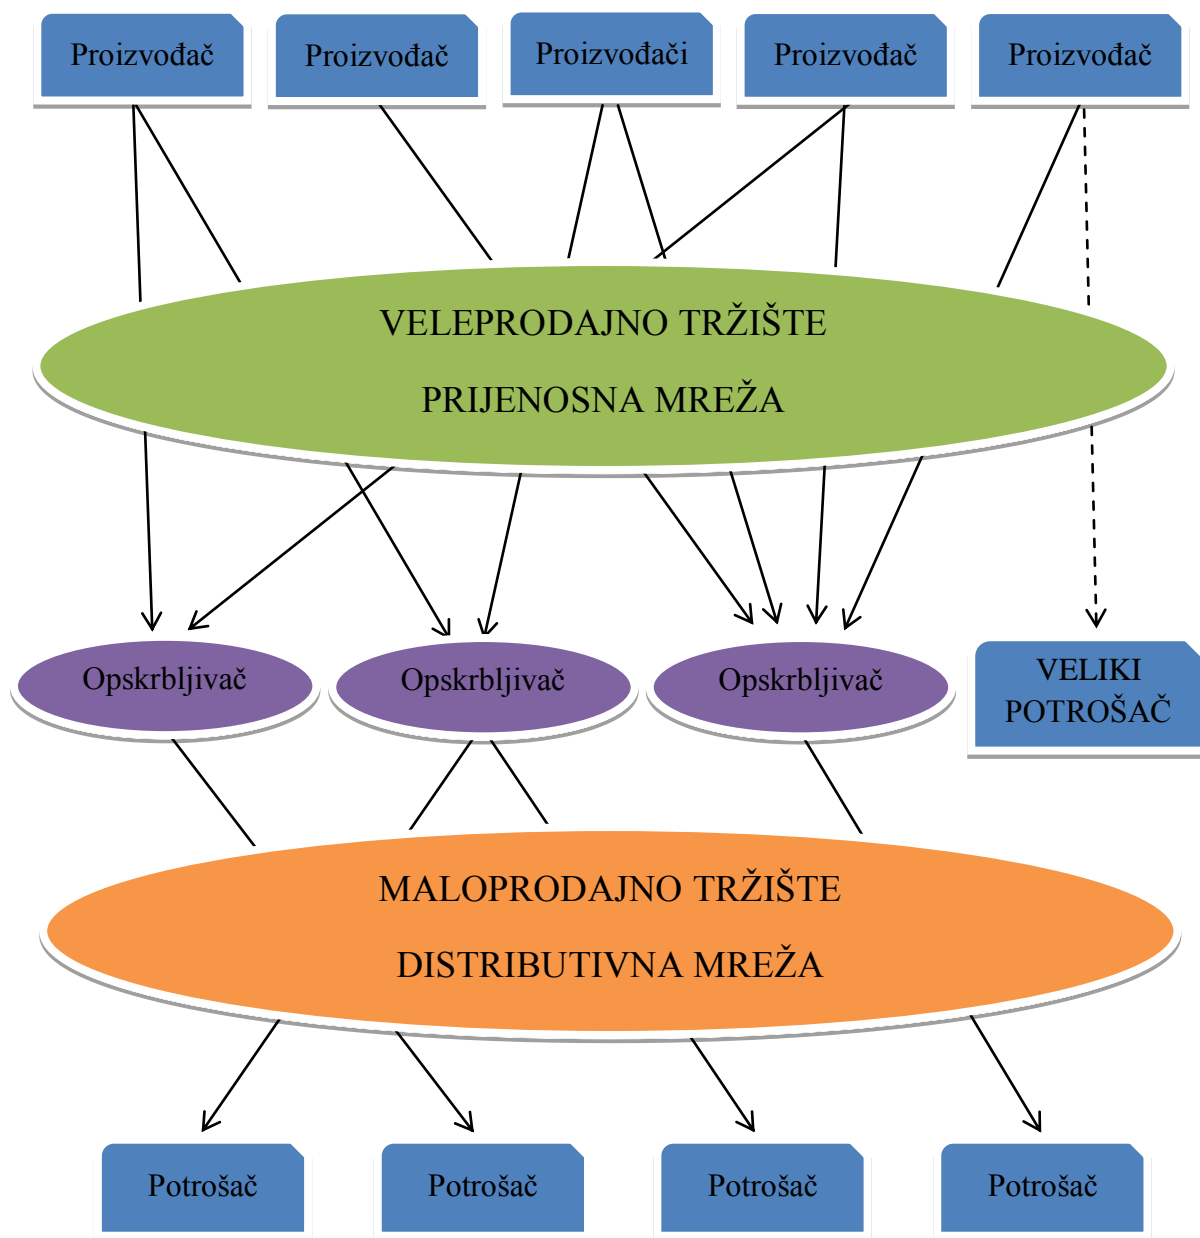 Proizvođač
Proizvođač
Proizvođači
Proizvođač
Proizvođač
VELEPRODAJNO TRŽIŠTE
PRIJENOSNA MREŽA
Opskrbljivač
Opskrbljivač
Opskrbljivač
VELIKI
POTROŠAČ
MALOPRODAJNO TRŽIŠTE
DISTRIBUTIVNA MREŽA
Potrošač
Potrošač
Potrošač
Potrošač